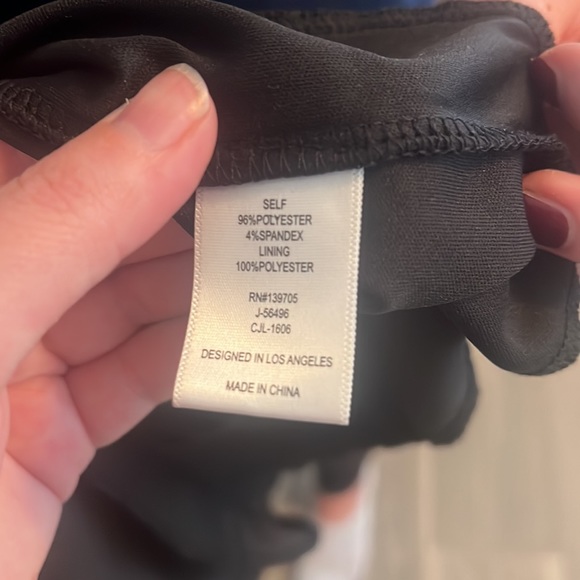 SELF
96%POLYESTER
4%SPANDEX
LINING
100%POLYESTER
RN#139705
J-56496
CJL-1606
DESIGNED IN LOS ANGELES
MADE IN CHINA